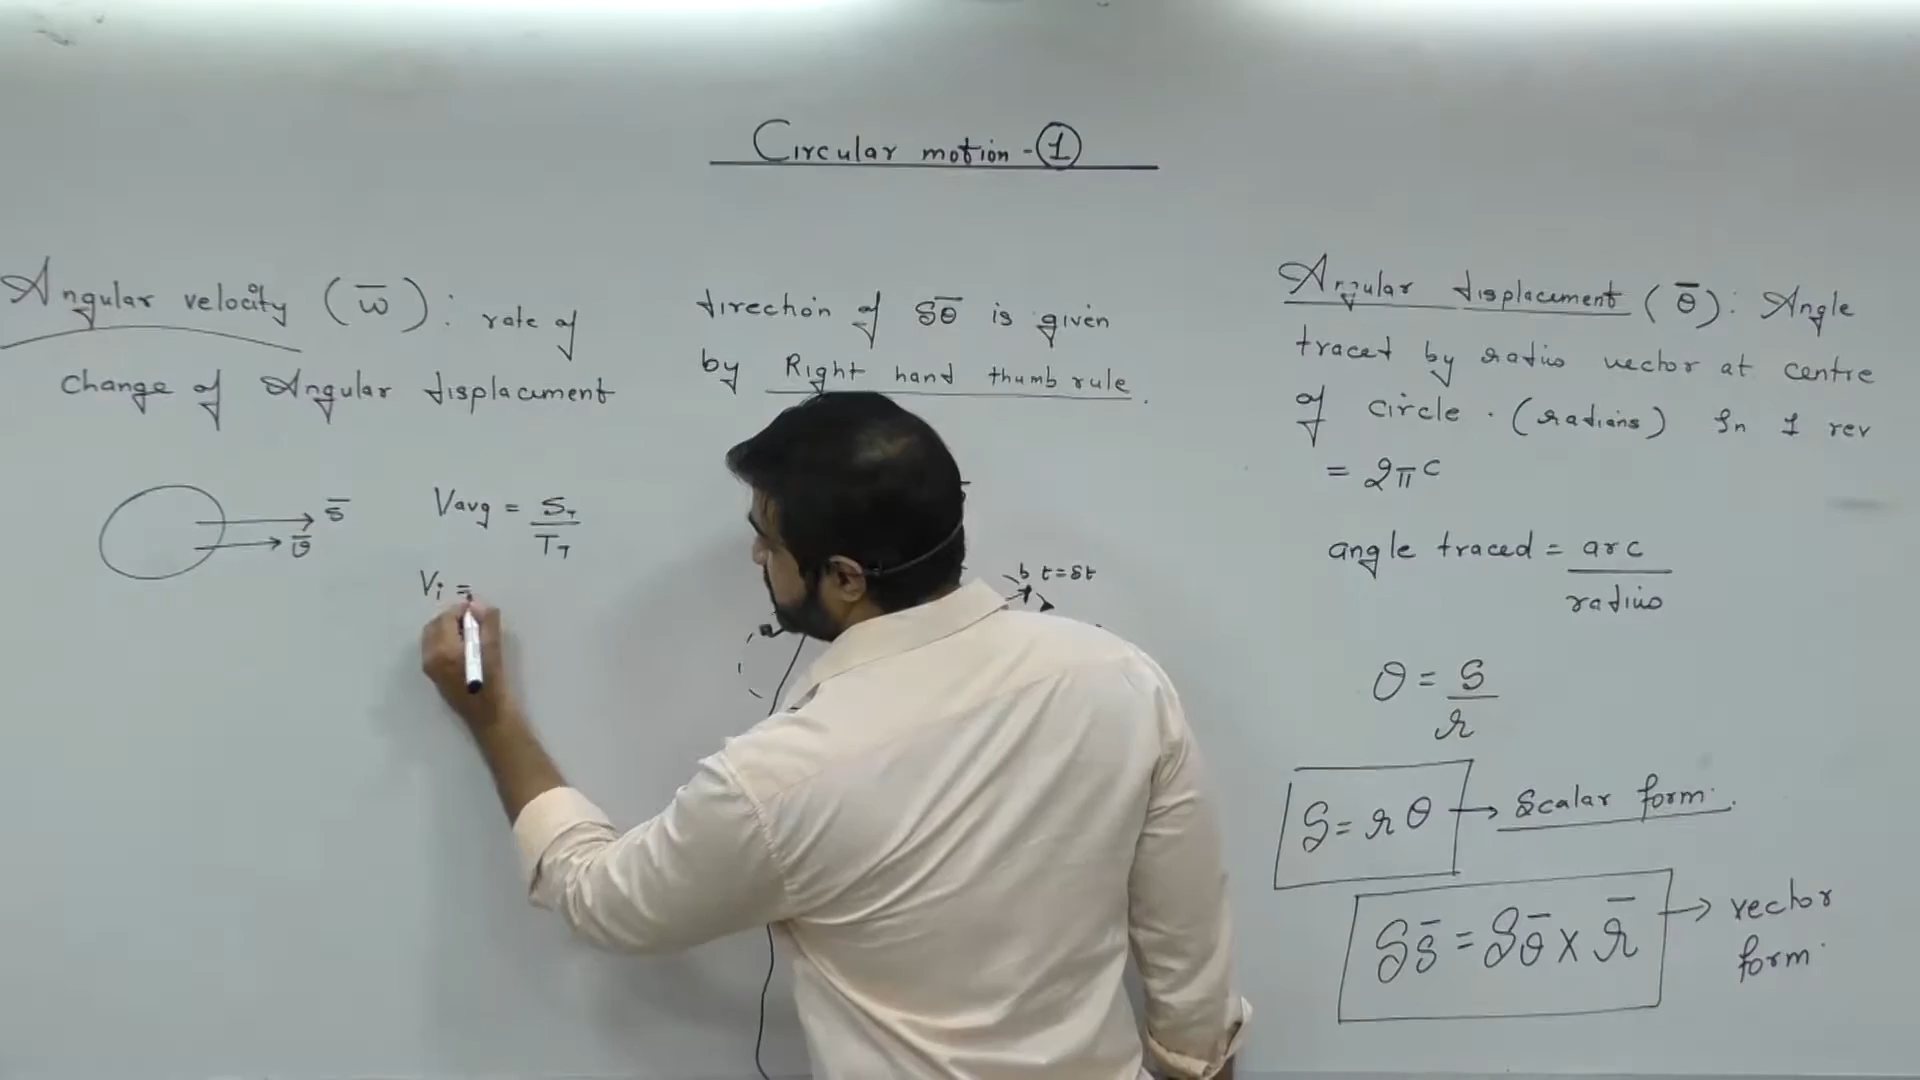 Circular motion - 1
Angular velocity (ω̄) : rate of
change of Angular displacement
s̄
v̄
Vavg = S_T / T_T
Vi =
direction of δθ̄ is given
by Right hand thumb rule.
b t=δt
Angular displacement (θ̄) : Angle
traced by radius vector at centre
of circle. (radians) In 1 rev
= 2π^c
angle traced = arc / radius
θ = s / r
S = rθ → Scalar form.
δs̄ = δθ̄ × r̄ → vector
form.